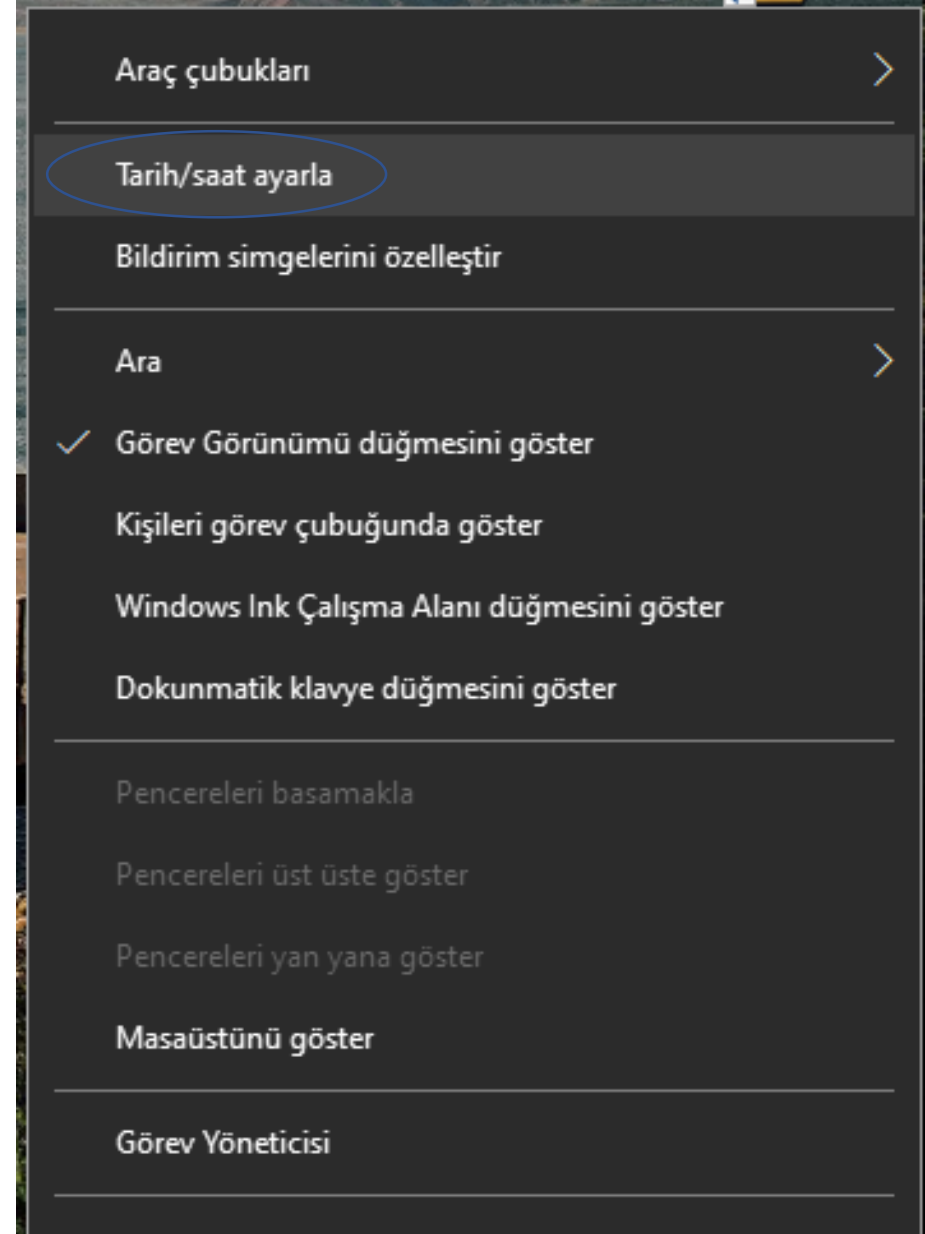 Araç çubukları
Tarih/saat ayarla
Bildirim simgelerini özelleştir
Ara
Görev Görünümü düğmesini göster
Kişileri görev çubuğunda göster
Windows Ink Çalışma Alanı düğmesini göster
Dokunmatik klavye düğmesini göster
Pencereleri basamakla
Pencereleri üst üste göster
Pencereleri yan yana göster
Masaüstünü göster
Görev Yöneticisi